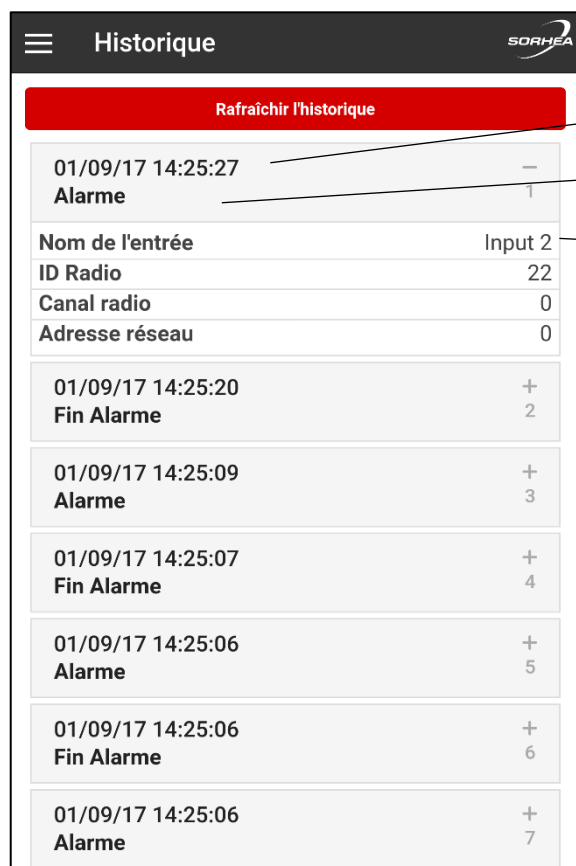 Historique
SORHEA
Rafraîchir l'historique
01/09/17 14:25:27
Alarme
1
Nom de l'entrée Input 2
ID Radio 22
Canal radio 0
Adresse réseau 0
01/09/17 14:25:20
Fin Alarme
2
01/09/17 14:25:09
Alarme
3
01/09/17 14:25:07
Fin Alarme
4
01/09/17 14:25:06
Alarme
5
01/09/17 14:25:06
Fin Alarme
6
01/09/17 14:25:06
Alarme
7